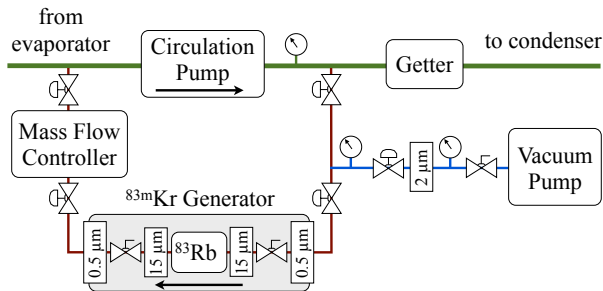 from
evaporator
Circulation
Pump
to condenser
Getter
Mass Flow
Controller
2 μm
Vacuum
Pump
⁸³ᵐKr Generator
0.5 μm
15 μm
⁸³Rb
15 μm
0.5 μm